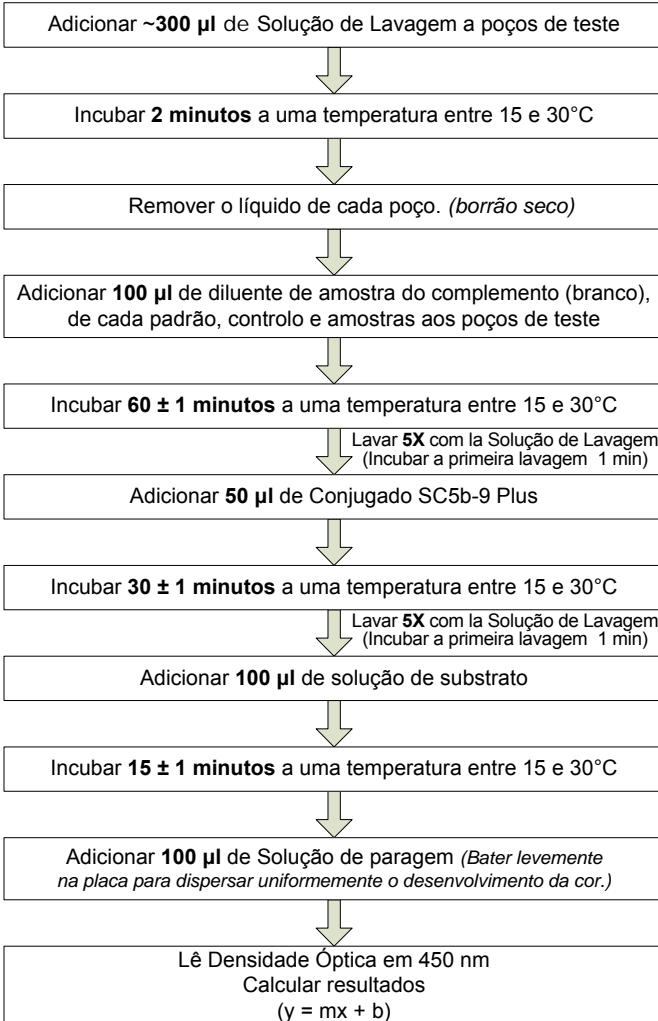 Adicionar ~300 µl de Solução de Lavagem a poços de teste
Incubar 2 minutos a uma temperatura entre 15 e 30°C
Remover o líquido de cada poço. (borrão seco)
Adicionar 100 µl de diluente de amostra do complemento (branco),
de cada padrão, controlo e amostras aos poços de teste
Incubar 60 ± 1 minutos a uma temperatura entre 15 e 30°C
Lavar 5X com la Solução de Lavagem
(Incubar a primeira lavagem 1 min)
Adicionar 50 µl de Conjugado SC5b-9 Plus
Incubar 30 ± 1 minutos a uma temperatura entre 15 e 30°C
Lavar 5X com la Solução de Lavagem
(Incubar a primeira lavagem 1 min)
Adicionar 100 µl de solução de substrato
Incubar 15 ± 1 minutos a uma temperatura entre 15 e 30°C
Adicionar 100 µl de Solução de paragem (Bater levemente
na placa para dispersar uniformemente o desenvolvimento da cor.)
Lê Densidade Óptica em 450 nm
Calcular resultados
(y = mx + b)